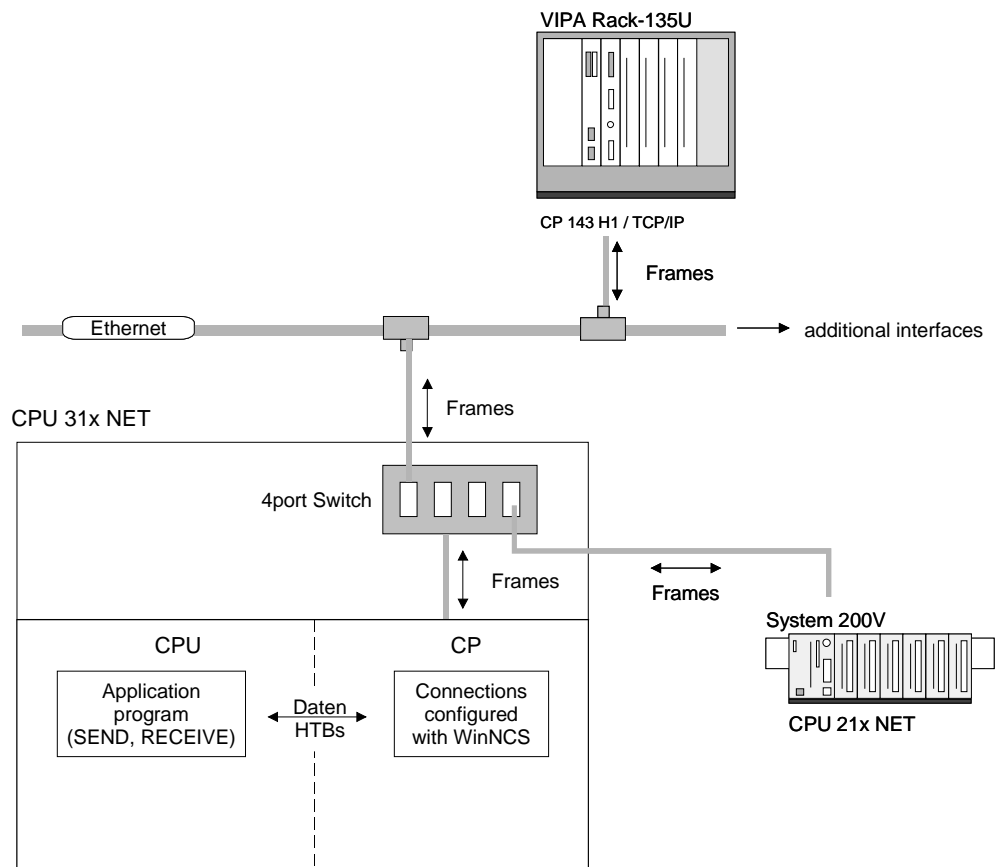 VIPA Rack-135U
CP 143 H1 / TCP/IP
Frames
Ethernet
additional interfaces
Frames
CPU 31x NET
4port Switch
Frames
Frames
System 200V
CPU 21x NET
CPU
CP
Application
program
(SEND, RECEIVE)
Daten
HTBs
Connections
configured
with WinNCS